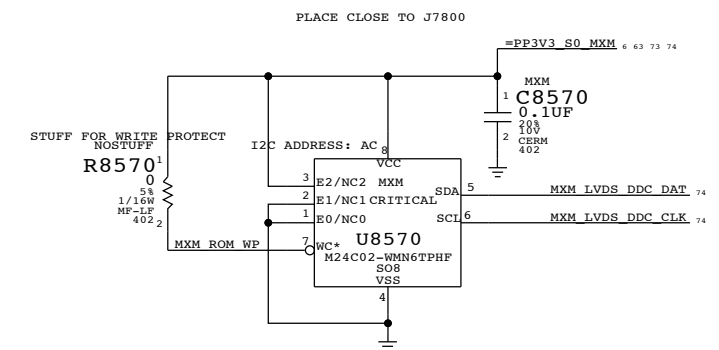 PLACE CLOSE TO J7800
=PP3V3_S0_MXM 6 63 73 74
MXM
1 C8570
0.1UF
20%
10V
2 CERM
402
STUFF FOR WRITE PROTECT
NOSTUFF
R8570 1
0
5%
1/16W
MF-LF
402 2
I2C ADDRESS: AC
8
VCC
3 E2/NC2 MXM
2 E1/NC1 CRITICAL
1 E0/NC0
SDA 5 MXM_LVDS_DDC_DAT 74
SCL 6 MXM_LVDS_DDC_CLK 74
MXM_ROM_WP 7 WC*
U8570
M24C02-WMN6TPHF
SO8
VSS
4